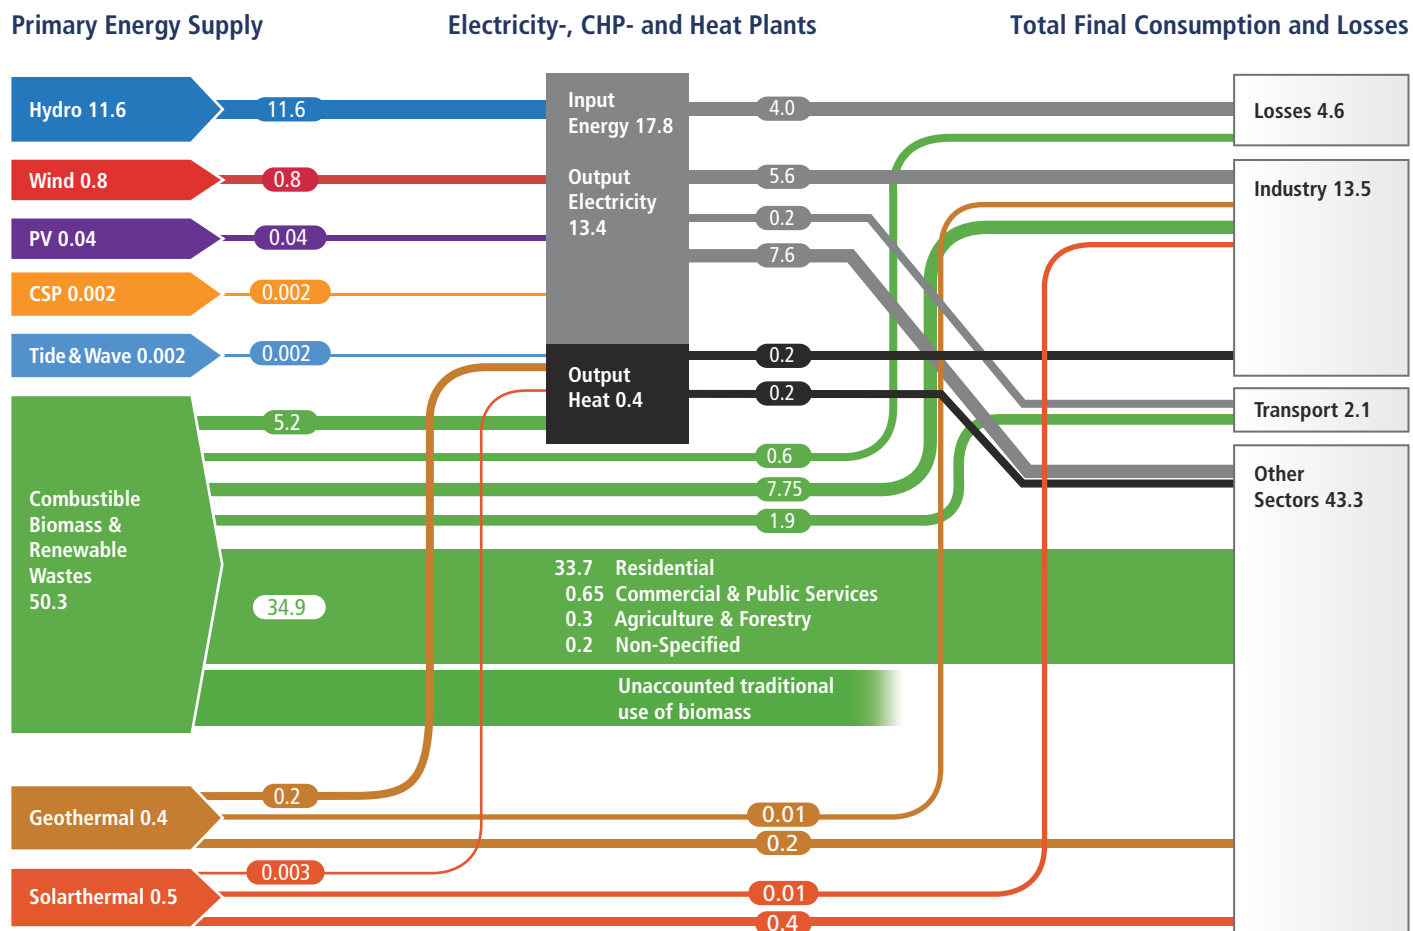 Primary Energy Supply
Electricity-, CHP- and Heat Plants
Total Final Consumption and Losses
Hydro 11.6
11.6
Wind 0.8
0.8
PV 0.04
0.04
CSP 0.002
0.002
Tide & Wave 0.002
0.002
Combustible
Biomass &
Renewable
Wastes
50.3
5.2
34.9
Geothermal 0.4
0.2
Solarthermal 0.5
0.003
Input
Energy 17.8
Output
Electricity
13.4
Output
Heat 0.4
4.0
5.6
0.2
7.6
0.2
0.2
0.6
7.75
1.9
33.7 Residential
0.65 Commercial & Public Services
0.3 Agriculture & Forestry
0.2 Non-Specified
Unaccounted traditional
use of biomass
0.01
0.2
0.01
0.4
Losses 4.6
Industry 13.5
Transport 2.1
Other
Sectors 43.3